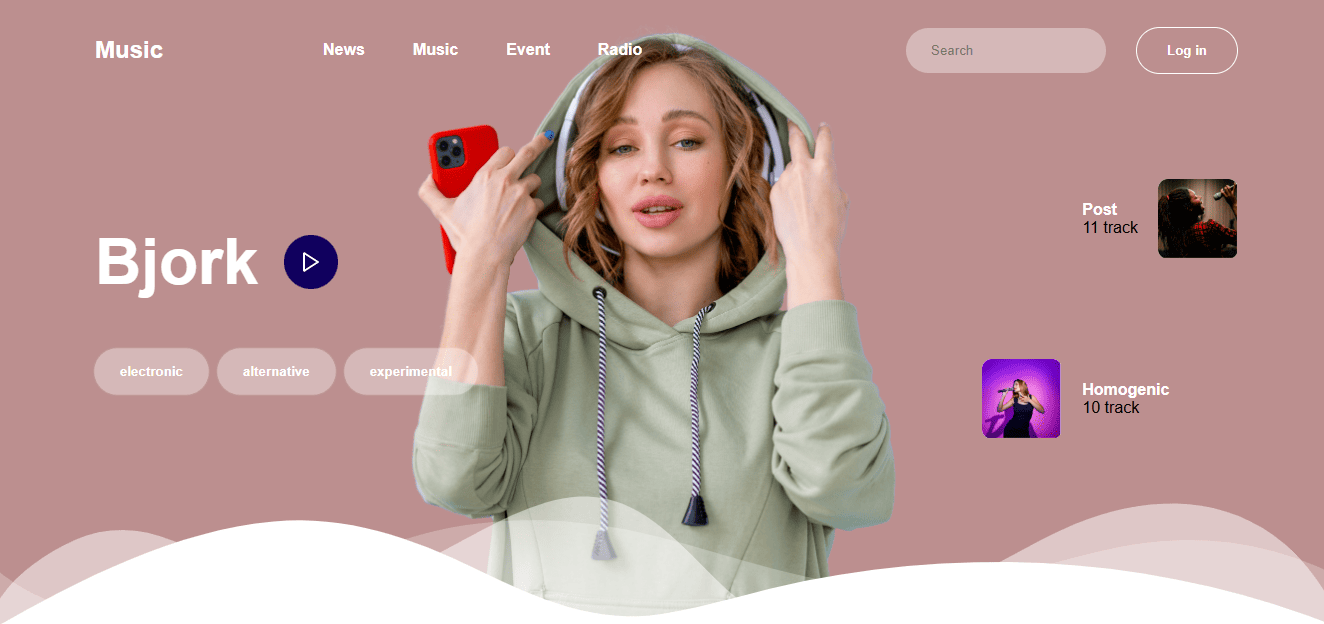 Music
News
Music
Event
Radio
Search
Log in
Post
11 track
Bjork
electronic
alternative
experimental
Homogenic
10 track